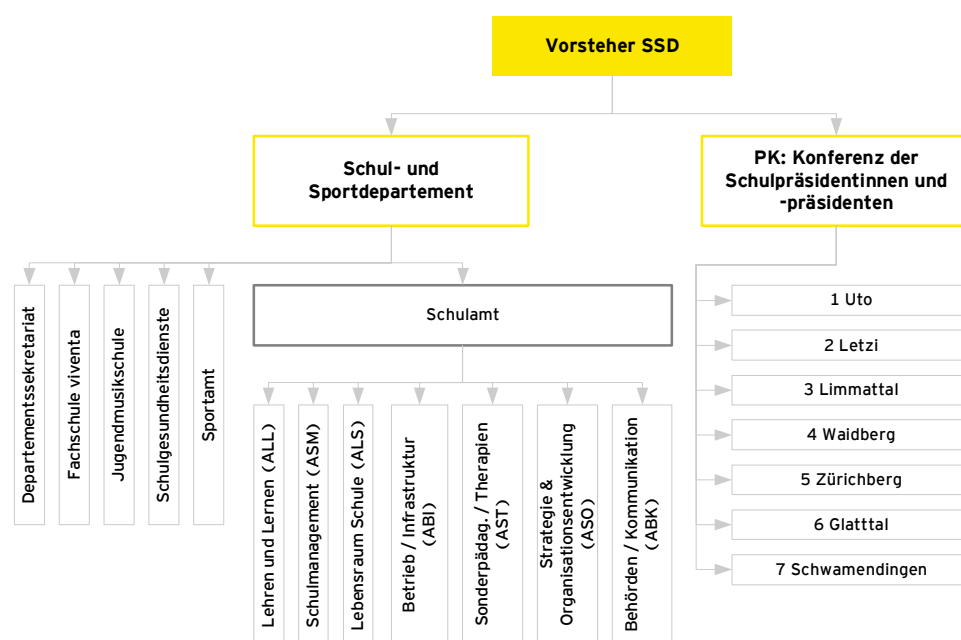 Vorsteher SSD
Schul- und
Sportdepartement
PK: Konferenz der
Schulpräsidentinnen und
-präsidenten
Departementssekretariat
Fachschule viventa
Jugendmusikschule
Schulgesundheitsdienste
Sportamt
Schulamt
Lehren und Lernen (ALL)
Schulmanagement (ASM)
Lebensraum Schule (ALS)
Betrieb / Infrastruktur
(ABI)
Sonderpädag. / Therapien
(AST)
Strategie &
Organisationsentwicklung
(ASO)
Behörden / Kommunikation
(ABK)
1 Uto
2 Letzi
3 Limmattal
4 Waidberg
5 Zürichberg
6 Glatttal
7 Schwamendingen